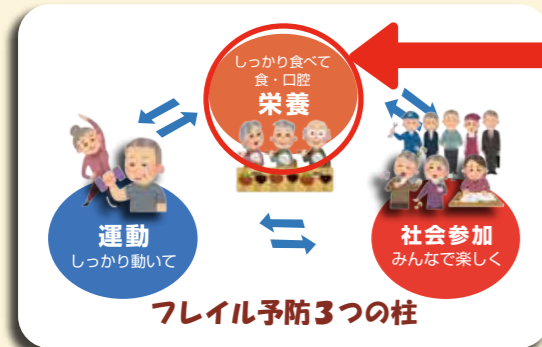 しっかり食べて
食・口腔
栄養
運動
しっかり動いて
社会参加
みんなで楽しく
フレイル予防3つの柱